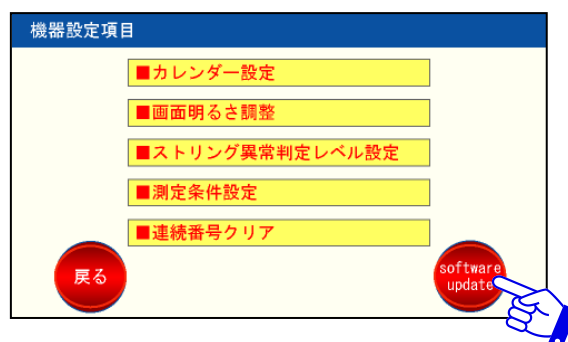 機器設定項目
■カレンダー設定
■画面明るさ調整
■ストリング異常判定レベル設定
■測定条件設定
■連続番号クリア
戻る
software
update